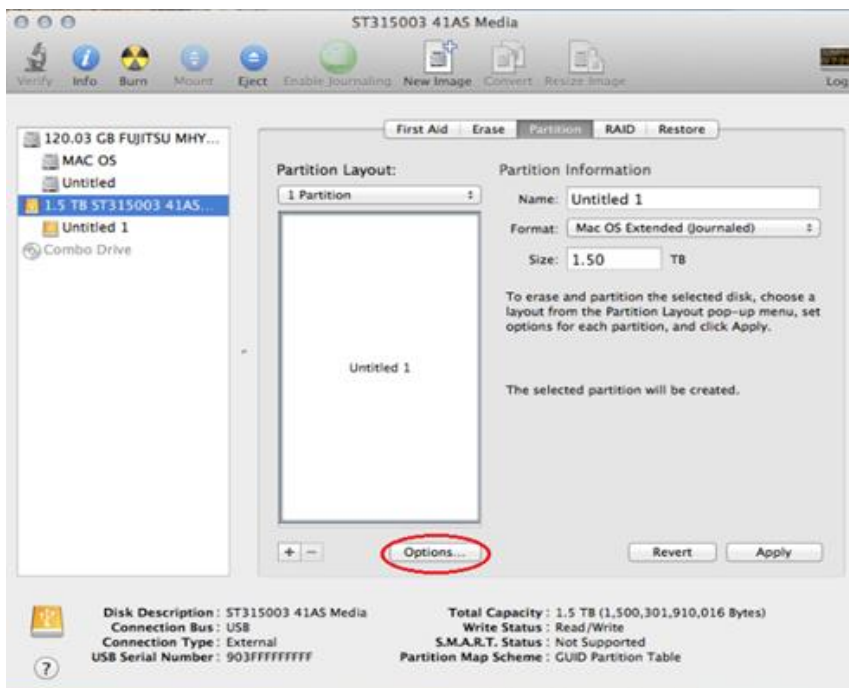 ST315003 41AS Media
Verify Info Burn Mount Eject Enable Journaling New Image Convert Resize Image Log
First Aid Erase Partition RAID Restore
120.03 GB FUJITSU MHY...
MAC OS
Untitled
1.5 TB ST315003 41AS...
Untitled 1
Combo Drive
Partition Layout:
1 Partition
Untitled 1
+ −
Options...
Partition Information
Name: Untitled 1
Format: Mac OS Extended (Journaled)
Size: 1.50 TB
To erase and partition the selected disk, choose a
layout from the Partition Layout pop-up menu, set
options for each partition, and click Apply.
The selected partition will be created.
Revert Apply
Disk Description : ST315003 41AS Media
Connection Bus : USB
Connection Type : External
USB Serial Number : 903FFFFFFFFF
Total Capacity : 1.5 TB (1,500,301,910,016 Bytes)
Write Status : Read/Write
S.M.A.R.T. Status : Not Supported
Partition Map Scheme : GUID Partition Table
?